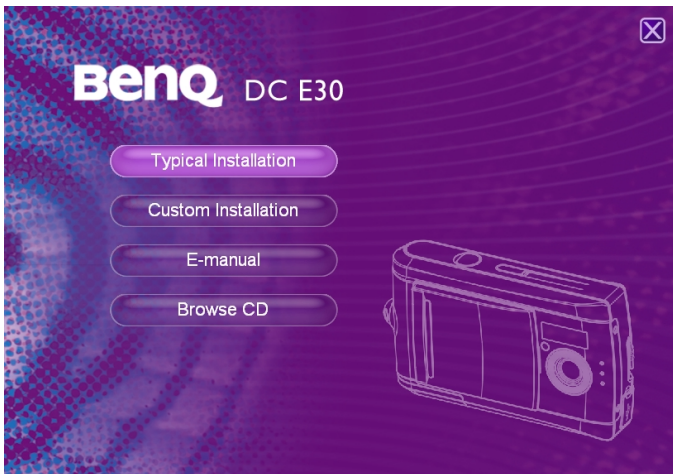 BenQ DC E30
Typical Installation
Custom Installation
E-manual
Browse CD